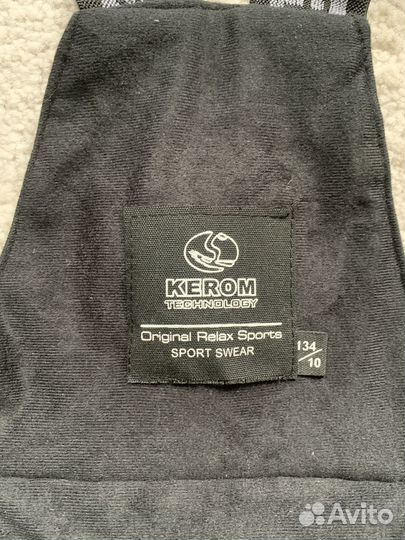 KEROM
TECHNOLOGY
Original Relax Sports
SPORT SWEAR
134
10
Avito